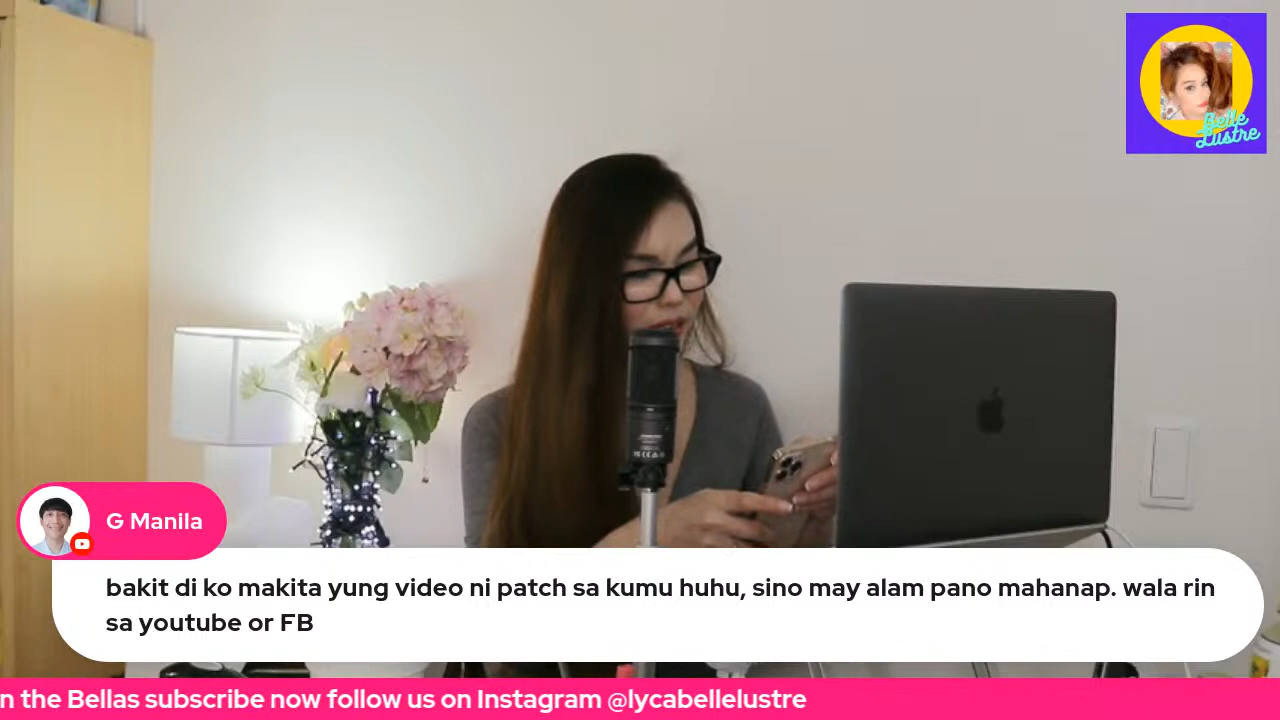 Belle
Lustre
G Manila
bakit di ko makita yung video ni patch sa kumu huhu, sino may alam pano mahanap. wala rin
sa youtube or FB
n the Bellas subscribe now follow us on Instagram @lycabellelustre